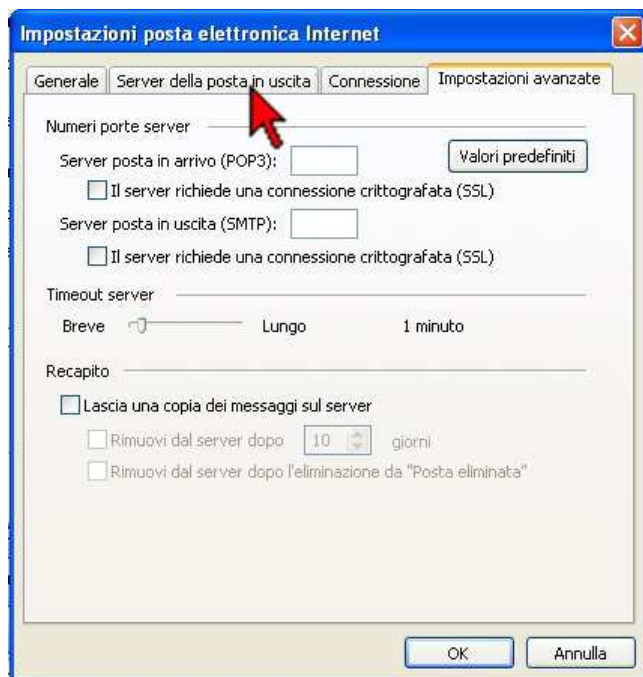 Impostazioni posta elettronica Internet
Generale Server della posta in uscita Connessione Impostazioni avanzate
Numeri porte server
Server posta in arrivo (POP3): Valori predefiniti
Il server richiede una connessione crittografata (SSL)
Server posta in uscita (SMTP):
Il server richiede una connessione crittografata (SSL)
Timeout server
Breve Lungo 1 minuto
Recapito
Lascia una copia dei messaggi sul server
Rimuovi dal server dopo 10 giorni
Rimuovi dal server dopo l'eliminazione da "Posta eliminata"
OK Annulla